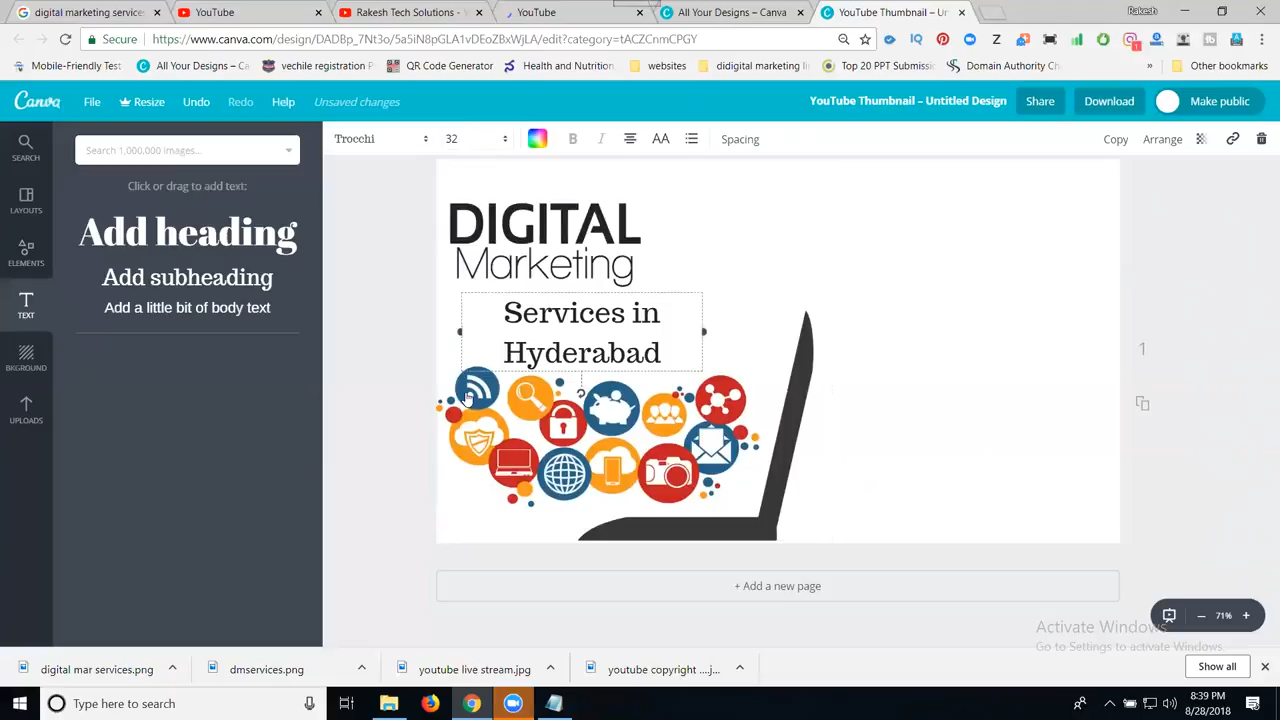 digital marketing services
YouTube
Rakesh Tech Solutions - Y
YouTube
All Your Designs – Canva
YouTube Thumbnail – Un
Rakesh
Secure
https://www.canva.com/design/DADBp_7Nt3o/5a5iN8pGLA1vDEoZBxWjLA/edit?category=tACZCnmCPGY
Mobile-Friendly Test
All Your Designs – Ca
vechile registration
QR Code Generator
Health and Nutrition
websites
didigital marketing li
Top 20 PPT Submiss
Domain Authority Ch
Other bookmarks
Canva
File
Resize
Undo
Redo
Help
Unsaved changes
YouTube Thumbnail – Untitled Design
Share
Download
Make public
Trocchi
32
B
I
AA
Spacing
Copy
Arrange
SEARCH
LAYOUTS
ELEMENTS
TEXT
BKGROUND
UPLOADS
Search 1,000,000 images...
Click or drag to add text:
Add heading
Add subheading
Add a little bit of body text
DIGITAL
Marketing
Services in
Hyderabad
1
+ Add a new page
71%
Activate Windows
Go to Settings to activate Windows.
digital mar services.png
dmservices.png
youtube live stream.jpg
youtube copyright ....j...
Show all
Type here to search
8:39 PM
8/28/2018